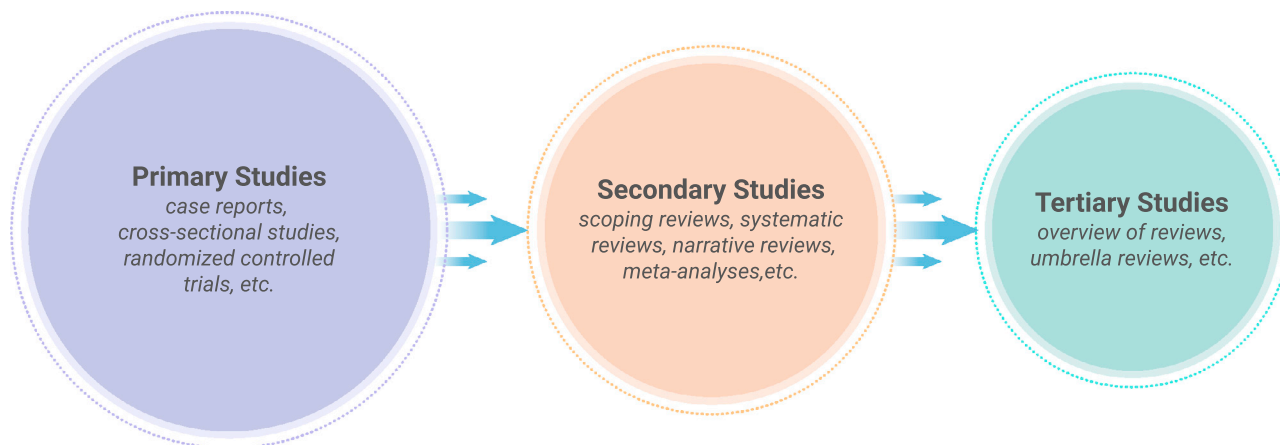 Primary Studies
case reports,
cross-sectional studies,
randomized controlled
trials, etc.
Secondary Studies
scoping reviews, systematic
reviews, narrative reviews,
meta-analyses,etc.
Tertiary Studies
overview of reviews,
umbrella reviews, etc.